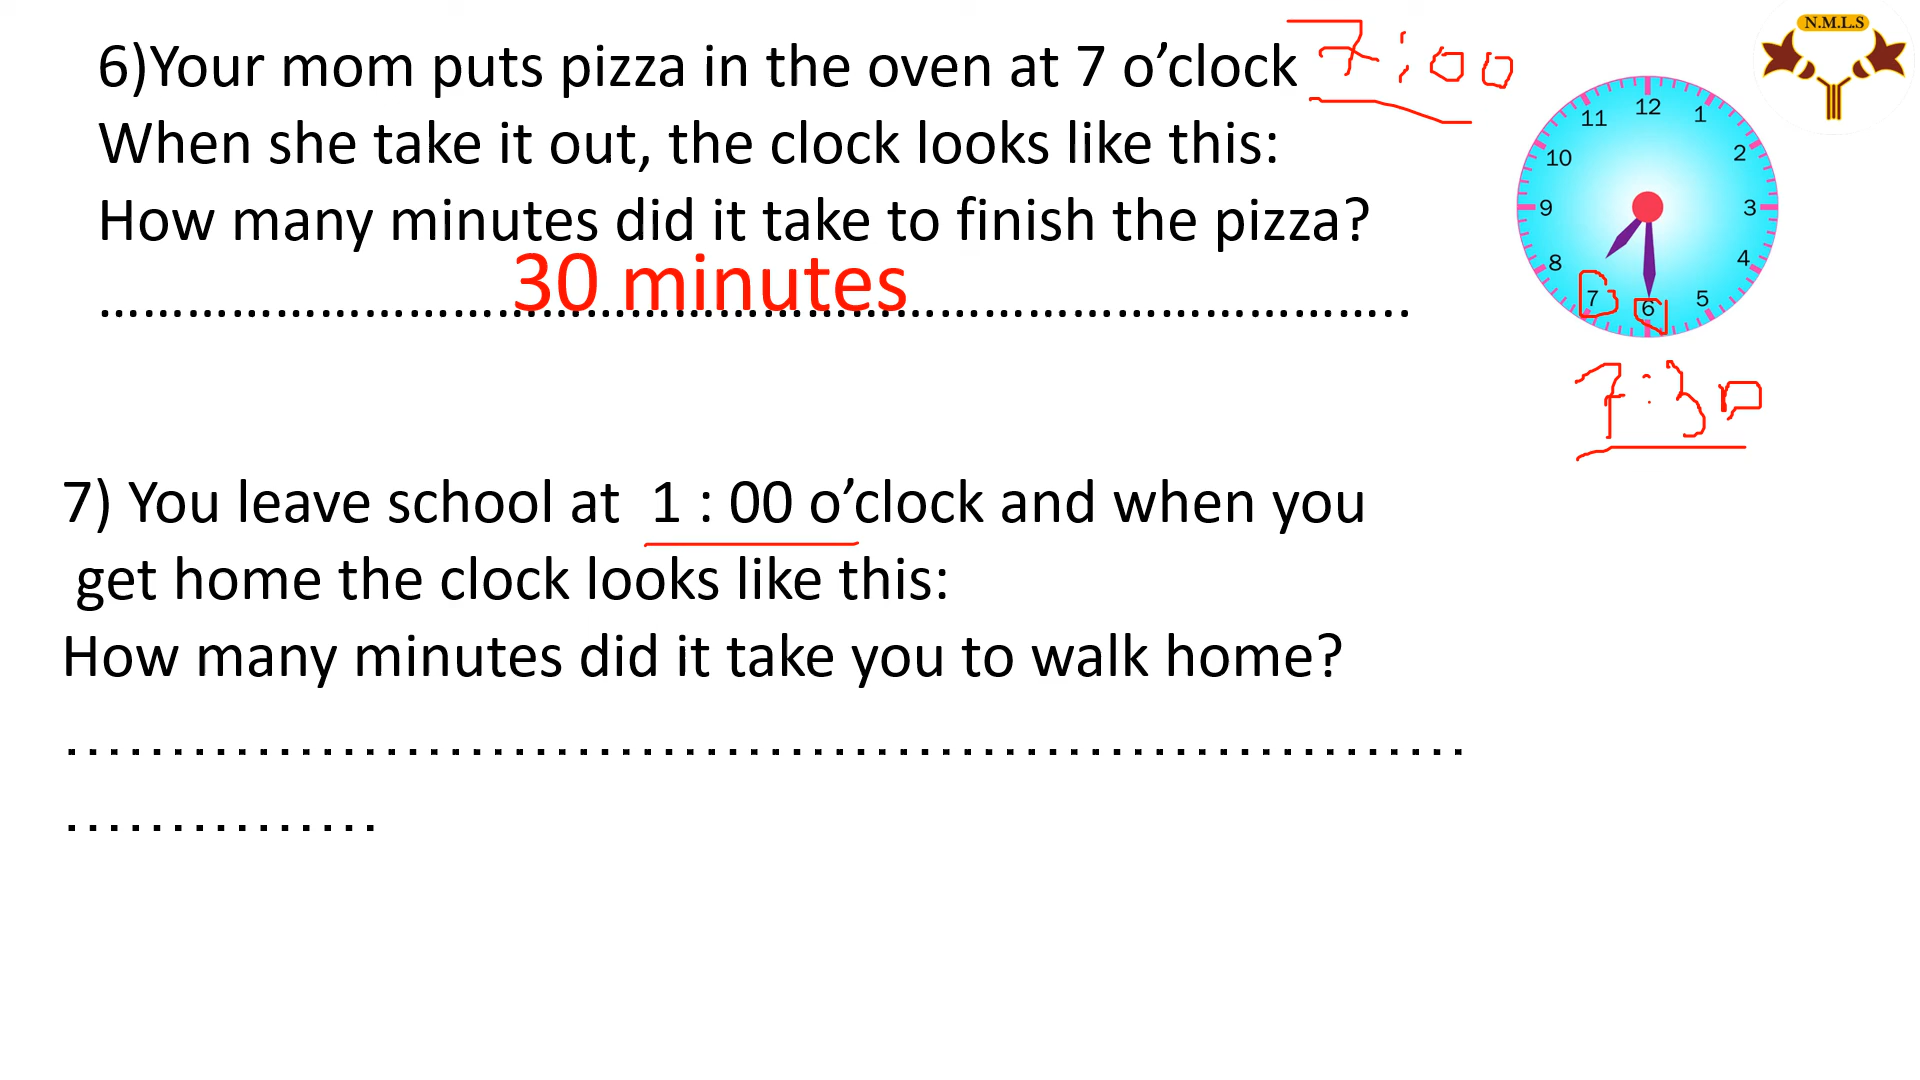 N.M.L.S
6)Your mom puts pizza in the oven at 7 o’clock 7:00
When she take it out, the clock looks like this:
How many minutes did it take to finish the pizza?
30 minutes
12
11 1
10 2
9 3
8 4
7 5
6
7:30
7) You leave school at 1 : 00 o’clock and when you
get home the clock looks like this:
How many minutes did it take you to walk home?